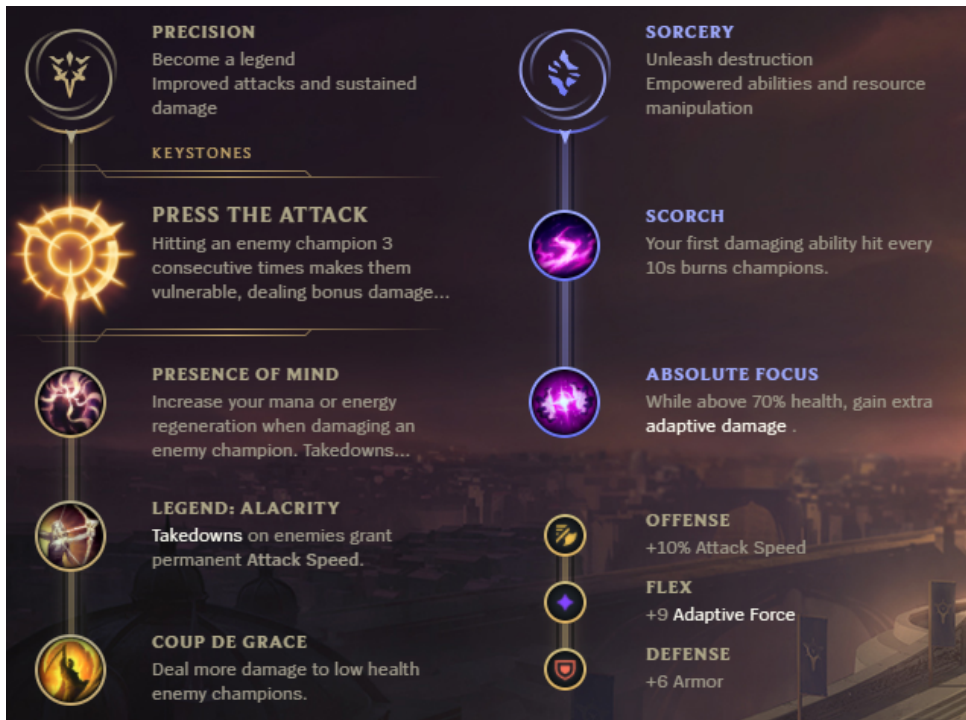 PRECISION
Become a legend
Improved attacks and sustained
damage
KEYSTONES
PRESS THE ATTACK
Hitting an enemy champion 3
consecutive times makes them
vulnerable, dealing bonus damage...
PRESENCE OF MIND
Increase your mana or energy
regeneration when damaging an
enemy champion. Takedowns...
LEGEND: ALACRITY
Takedowns on enemies grant
permanent Attack Speed.
COUP DE GRACE
Deal more damage to low health
enemy champions.
SORCERY
Unleash destruction
Empowered abilities and resource
manipulation
SCORCH
Your first damaging ability hit every
10s burns champions.
ABSOLUTE FOCUS
While above 70% health, gain extra
adaptive damage .
OFFENSE
+10% Attack Speed
FLEX
+9 Adaptive Force
DEFENSE
+6 Armor